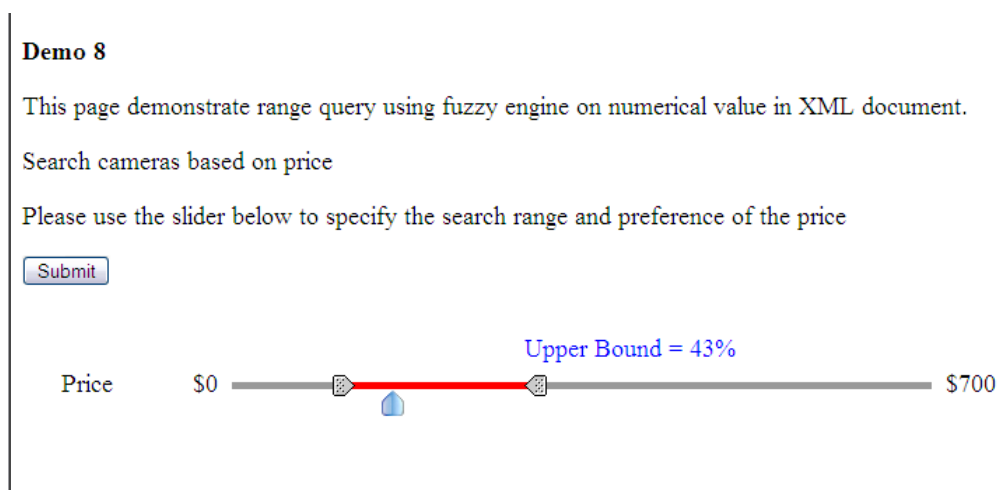 Demo 8
This page demonstrate range query using fuzzy engine on numerical value in XML document.
Search cameras based on price
Please use the slider below to specify the search range and preference of the price
Submit
Upper Bound = 43%
Price $0 $700